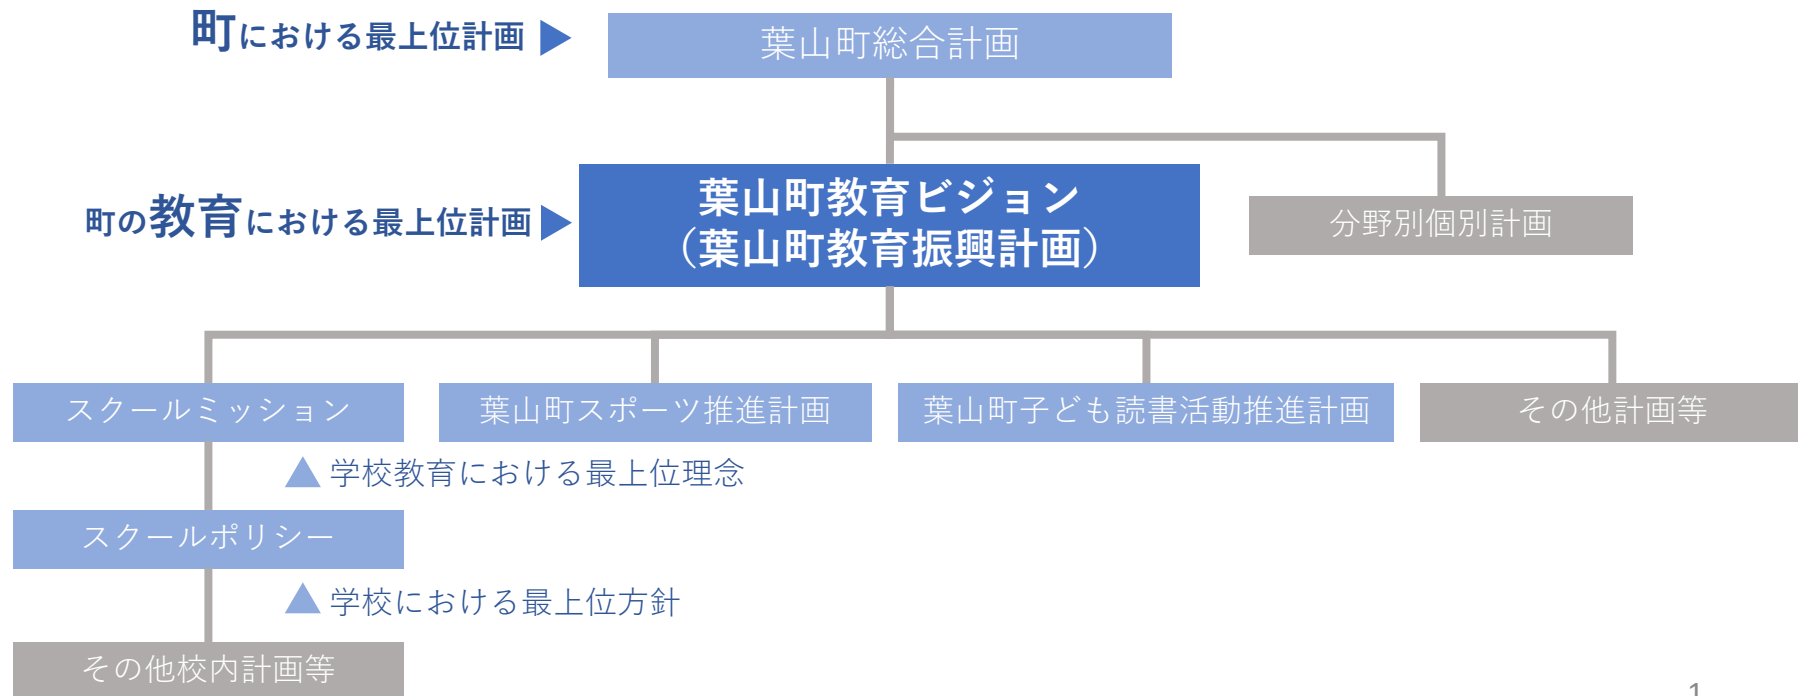 町における最上位計画
葉山町総合計画
町の教育における最上位計画
葉山町教育ビジョン
（葉山町教育振興計画）
分野別個別計画
スクールミッション
葉山町スポーツ推進計画
葉山町子ども読書活動推進計画
その他計画等
学校教育における最上位理念
スクールポリシー
学校における最上位方針
その他校内計画等
1